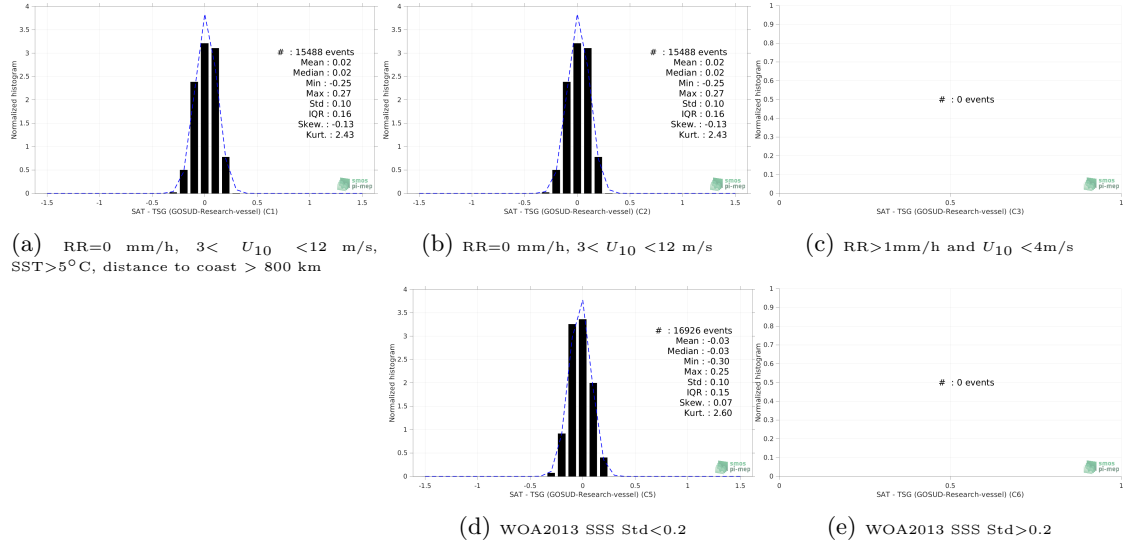 4
3.5
3
2.5
2
1.5
1
0.5
0
-1.5
-1
-0.5
0
0.5
1
1.5
Normalized histogram
SAT - TSG (GOSUD-Research-vessel) (C1)
# : 15488 events
Mean : 0.02
Median : 0.02
Min : -0.25
Max : 0.27
Std : 0.10
IQR : 0.16
Skew. : -0.13
Kurt. : 2.43
smos
pi-mep
(a) RR=0 mm/h, 3< U10 <12 m/s,
SST>5°C, distance to coast > 800 km
4
3.5
3
2.5
2
1.5
1
0.5
0
-1.5
-1
-0.5
0
0.5
1
1.5
Normalized histogram
SAT - TSG (GOSUD-Research-vessel) (C2)
# : 15488 events
Mean : 0.02
Median : 0.02
Min : -0.25
Max : 0.27
Std : 0.10
IQR : 0.16
Skew. : -0.13
Kurt. : 2.43
smos
pi-mep
(b) RR=0 mm/h, 3< U10 <12 m/s
1
0.9
0.8
0.7
0.6
0.5
0.4
0.3
0.2
0.1
0
0
0.5
1
Normalized histogram
SAT - TSG (GOSUD-Research-vessel) (C3)
# : 0 events
smos
pi-mep
(c) RR>1mm/h and U10 <4m/s
4
3.5
3
2.5
2
1.5
1
0.5
0
-1.5
-1
-0.5
0
0.5
1
1.5
Normalized histogram
SAT - TSG (GOSUD-Research-vessel) (C5)
# : 16926 events
Mean : -0.03
Median : -0.03
Min : -0.30
Max : 0.25
Std : 0.10
IQR : 0.15
Skew. : 0.07
Kurt. : 2.60
smos
pi-mep
(d) WOA2013 SSS Std<0.2
1
0.9
0.8
0.7
0.6
0.5
0.4
0.3
0.2
0.1
0
0
0.5
1
Normalized histogram
SAT - TSG (GOSUD-Research-vessel) (C6)
# : 0 events
smos
pi-mep
(e) WOA2013 SSS Std>0.2